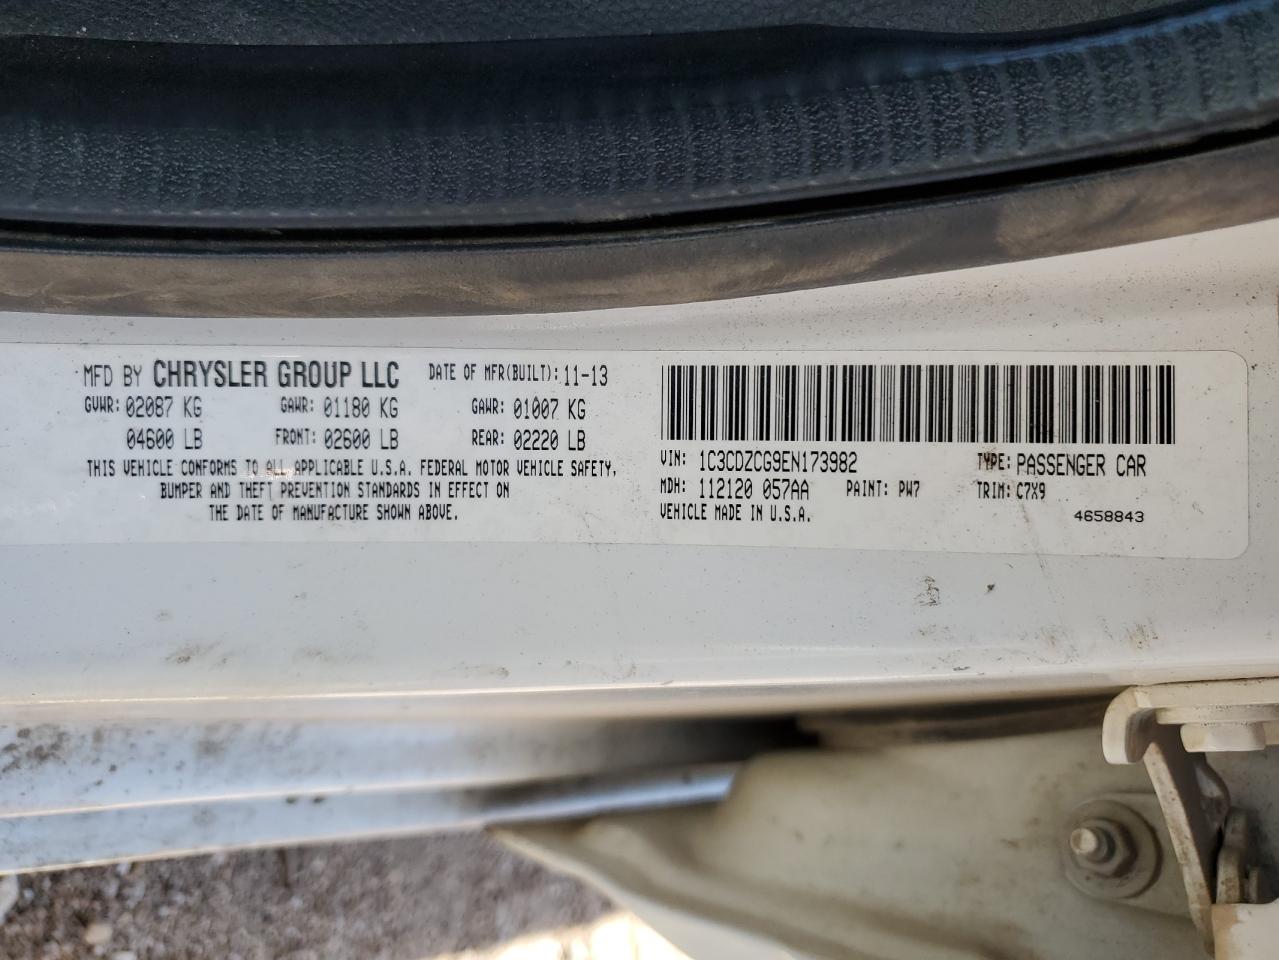 MFD BY CHRYSLER GROUP LLC DATE OF MFR(BUILT): 11-13
GVWR: 02087 KG GAWR: 01180 KG GAWR: 01007 KG
04600 LB FRONT: 02600 LB REAR: 02220 LB
THIS VEHICLE CONFORMS TO ALL APPLICABLE U.S.A. FEDERAL MOTOR VEHICLE SAFETY,
BUMPER AND THEFT PREVENTION STANDARDS IN EFFECT ON
THE DATE OF MANUFACTURE SHOWN ABOVE.
VIN: 1C3CDZCG9EN173982 TYPE: PASSENGER CAR
MDH: 112120 057AA PAINT: PW7 TRIM: C7X9
VEHICLE MADE IN U.S.A. 4658843